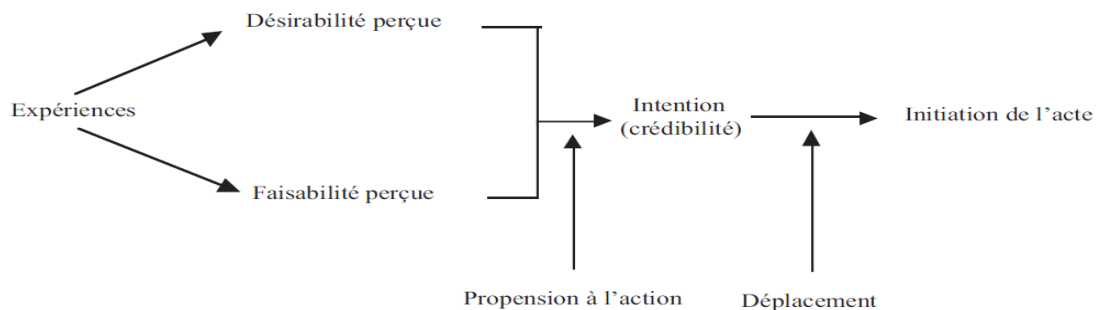 Désirabilité perçue
Expériences
Intention
(crédibilité)
Initiation de l'acte
Faisabilité perçue
Propension à l'action
Déplacement